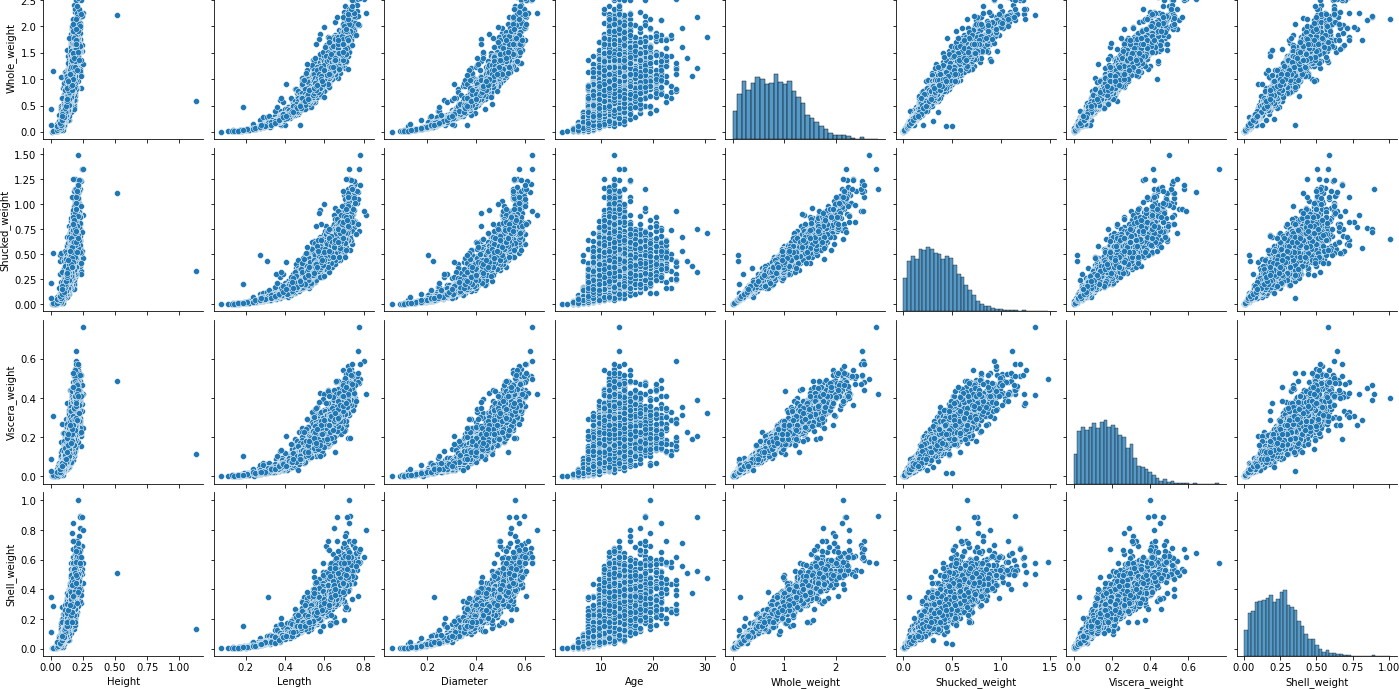 2.5
2.0
1.5
1.0
0.5
0.0
Whole_weight
1.50
1.25
1.00
0.75
0.50
0.25
0.00
Shucked_weight
0.6
0.4
0.2
0.0
Viscera_weight
1.0
0.8
0.6
0.4
0.2
0.0
Shell_weight
0.00 0.25 0.50 0.75 1.00
0.2 0.4 0.6 0.8
0.2 0.4 0.6
10 20 30
0 1 2
0.0 0.5 1.0 1.5
0.0 0.2 0.4 0.6
0.00 0.25 0.50 0.75 1.00
Height Length Diameter Age Whole_weight Shucked_weight Viscera_weight Shell_weight